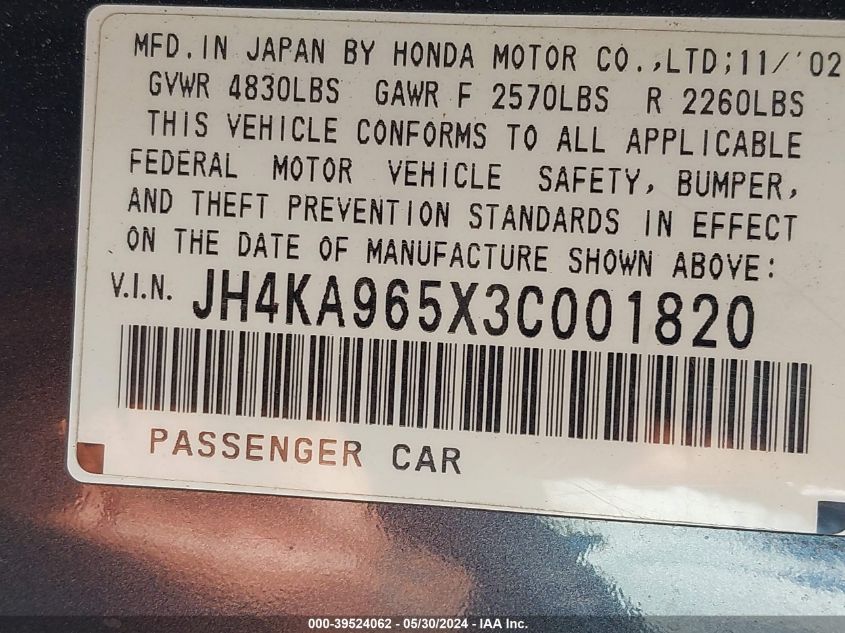 MFD. IN JAPAN BY HONDA MOTOR CO.,LTD;11/'02
GVWR 4830LBS GAWR F 2570LBS R 2260LBS
THIS VEHICLE CONFORMS TO ALL APPLICABLE
FEDERAL MOTOR VEHICLE SAFETY, BUMPER,
AND THEFT PREVENTION STANDARDS IN EFFECT
ON THE DATE OF MANUFACTURE SHOWN ABOVE:
V.I.N. JH4KA965X3C001820
PASSENGER CAR
000-39524062 - 05/30/2024 - IAA Inc.